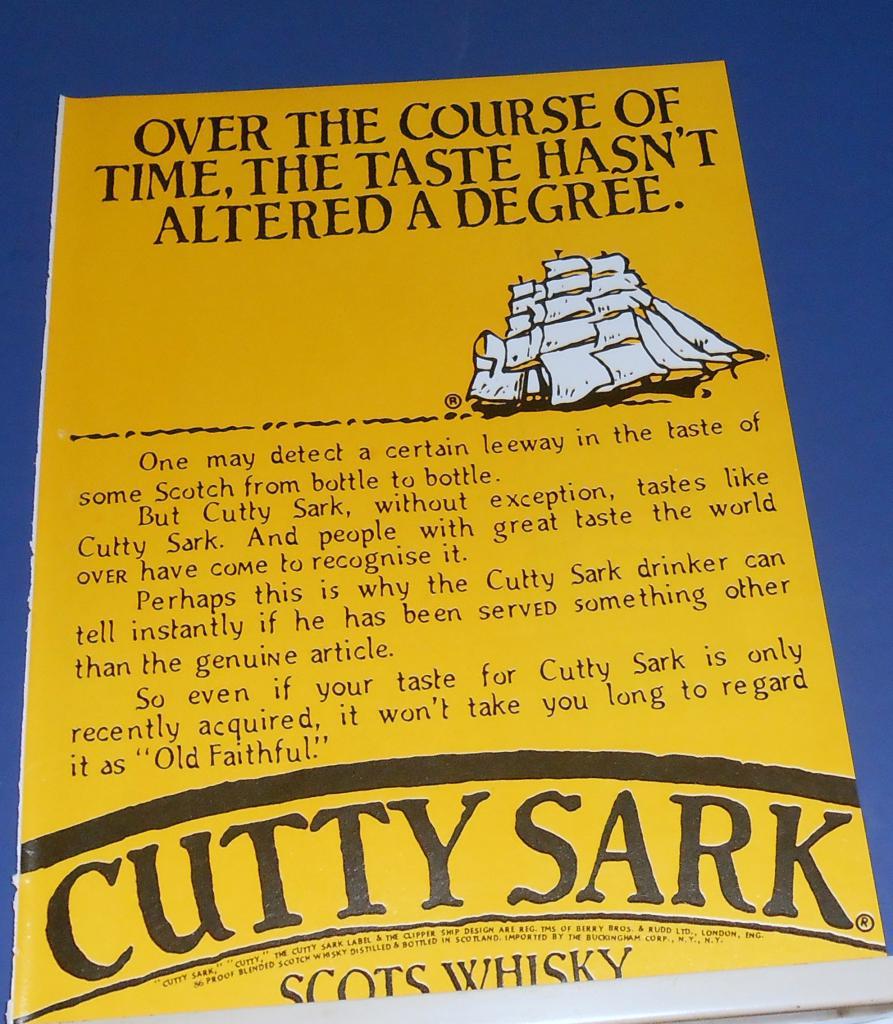 OVER THE COURSE OF
TIME, THE TASTE HASN'T
ALTERED A DEGREE.
®
One may detect a certain leeway in the taste of
some Scotch from bottle to bottle.
But Cutty Sark, without exception, tastes like
Cutty Sark. And people with great taste the world
over have come to recognise it.
Perhaps this is why the Cutty Sark drinker can
tell instantly if he has been served something other
than the genuine article.
So even if your taste for Cutty Sark is only
recently acquired, it won't take you long to regard
it as "Old Faithful."
CUTTY SARK®
"CUTTY SARK," "CUTTY," THE CUTTY SARK LABEL & THE CLIPPER SHIP DESIGN ARE REG. TMS OF BERRY BROS. & RUDD LTD., LONDON, ENG.
86 PROOF BLENDED SCOTCH WHISKY DISTILLED & BOTTLED IN SCOTLAND. IMPORTED BY THE BUCKINGHAM CORP., N.Y., N.Y.
SCOTS WHISKY